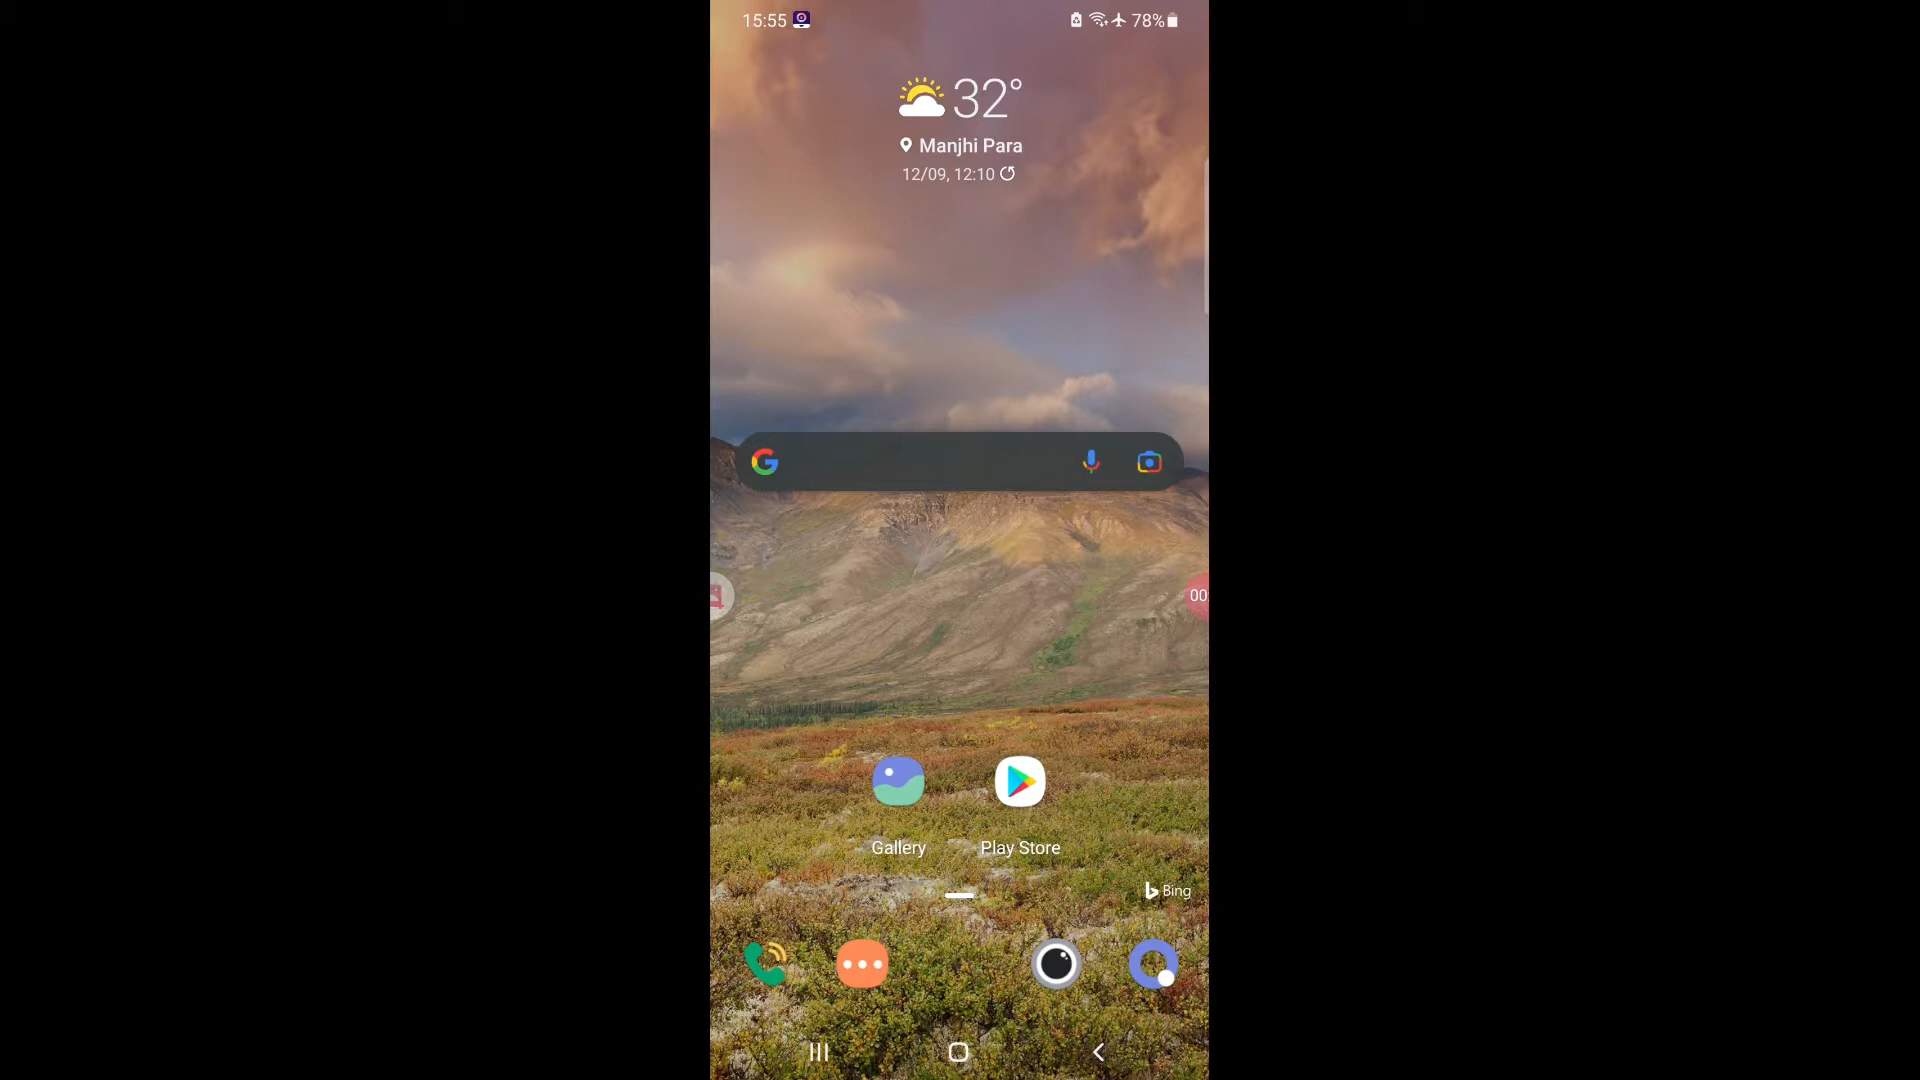 15:55
78%
32°
Manjhi Para
12/09, 12:10
00
Gallery
Play Store
Bing